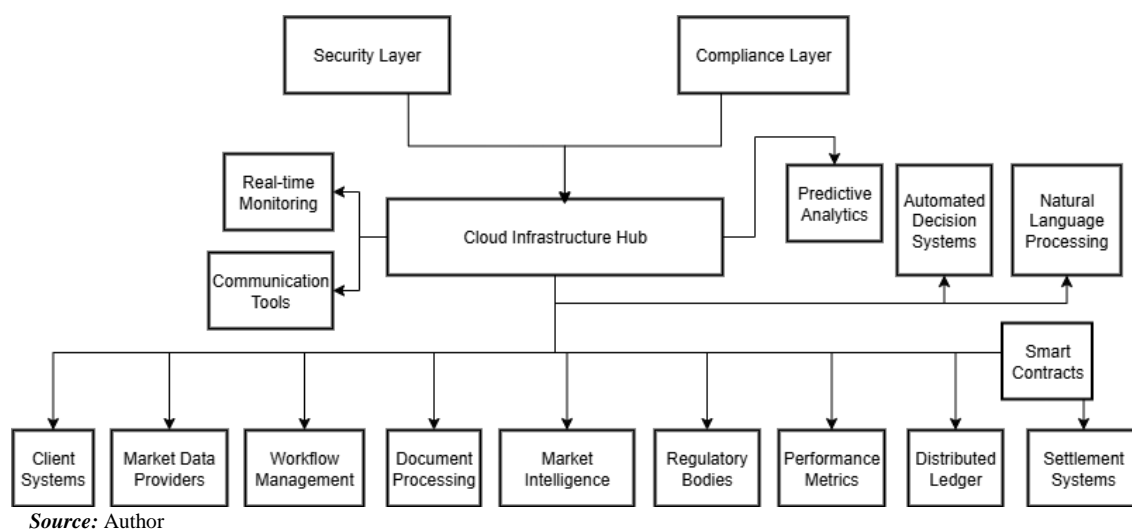 Security Layer
Compliance Layer
Real-time
Monitoring
Predictive
Analytics
Automated
Decision
Systems
Natural
Language
Processing
Cloud Infrastructure Hub
Communication
Tools
Smart
Contracts
Client
Systems
Market Data
Providers
Workflow
Management
Document
Processing
Market
Intelligence
Regulatory
Bodies
Performance
Metrics
Distributed
Ledger
Settlement
Systems
Source: Author